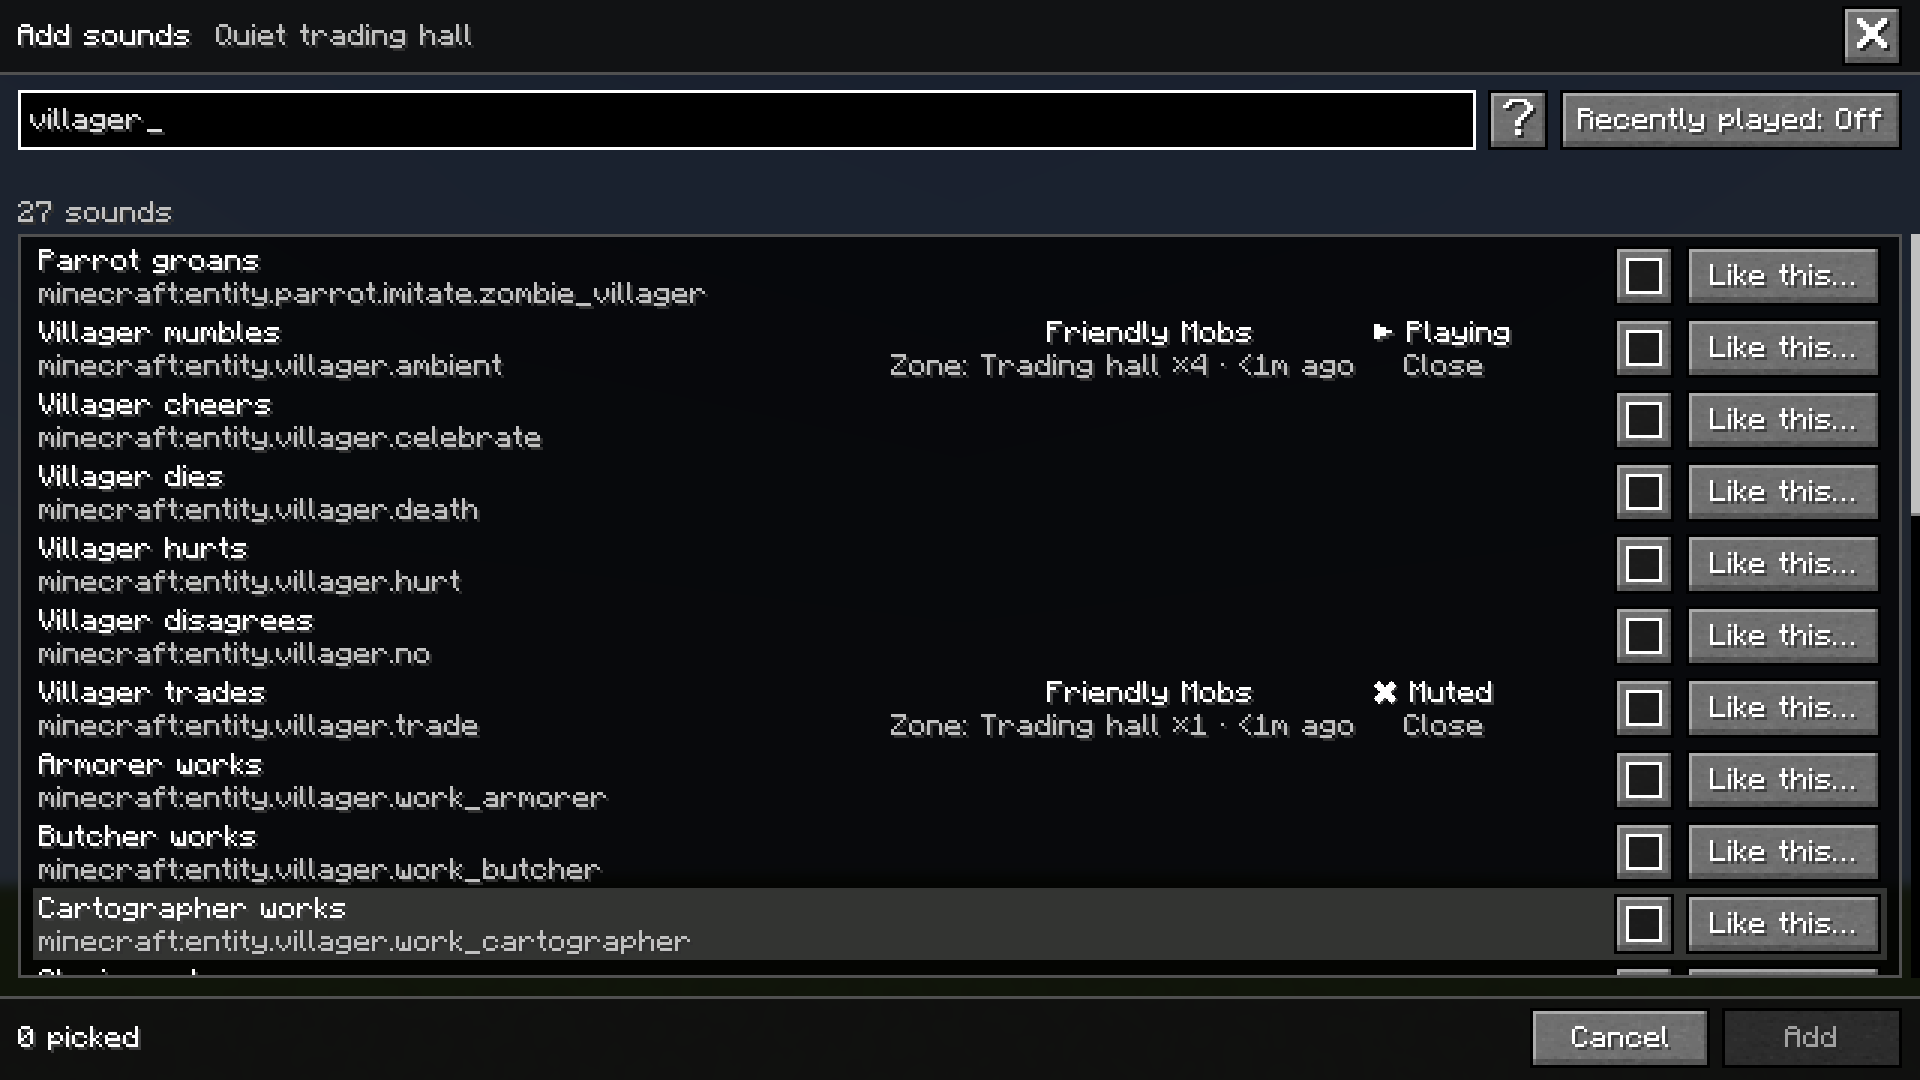 Add sounds Quiet trading hall
villager_
?
Recently played: Off
27 sounds
Parrot groans
minecraft:entity.parrot.imitate.zombie_villager
Like this...
Villager mumbles
minecraft:entity.villager.ambient
Friendly Mobs
Zone: Trading hall ×4 · <1m ago
▶ Playing
Close
Like this...
Villager cheers
minecraft:entity.villager.celebrate
Like this...
Villager dies
minecraft:entity.villager.death
Like this...
Villager hurts
minecraft:entity.villager.hurt
Like this...
Villager disagrees
minecraft:entity.villager.no
Like this...
Villager trades
minecraft:entity.villager.trade
Friendly Mobs
Zone: Trading hall ×1 · <1m ago
✖ Muted
Close
Like this...
Armorer works
minecraft:entity.villager.work_armorer
Like this...
Butcher works
minecraft:entity.villager.work_butcher
Like this...
Cartographer works
minecraft:entity.villager.work_cartographer
Like this...
0 picked
Cancel
Add